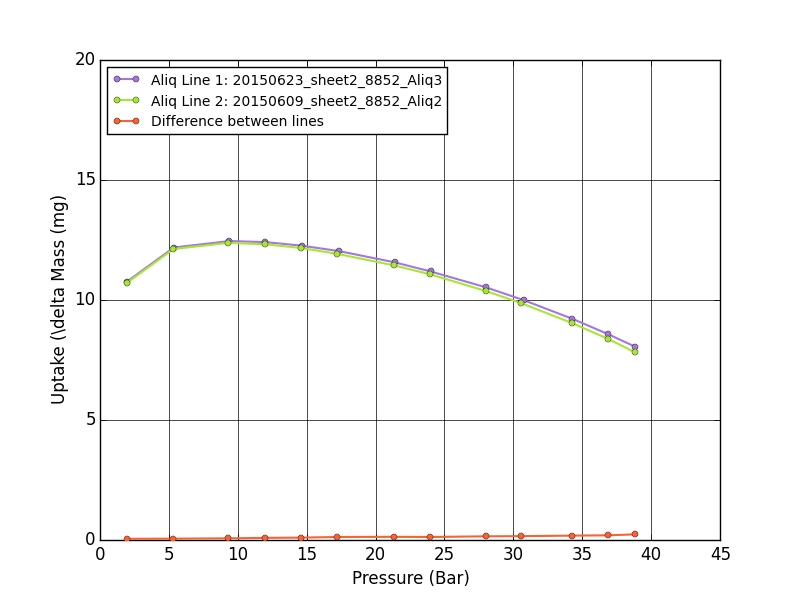 Aliq Line 1: 20150623_sheet2_8852_Aliq3
Aliq Line 2: 20150609_sheet2_8852_Aliq2
Difference between lines
20
15
10
5
0
Uptake (\delta Mass (mg)
0 5 10 15 20 25 30 35 40 45
Pressure (Bar)